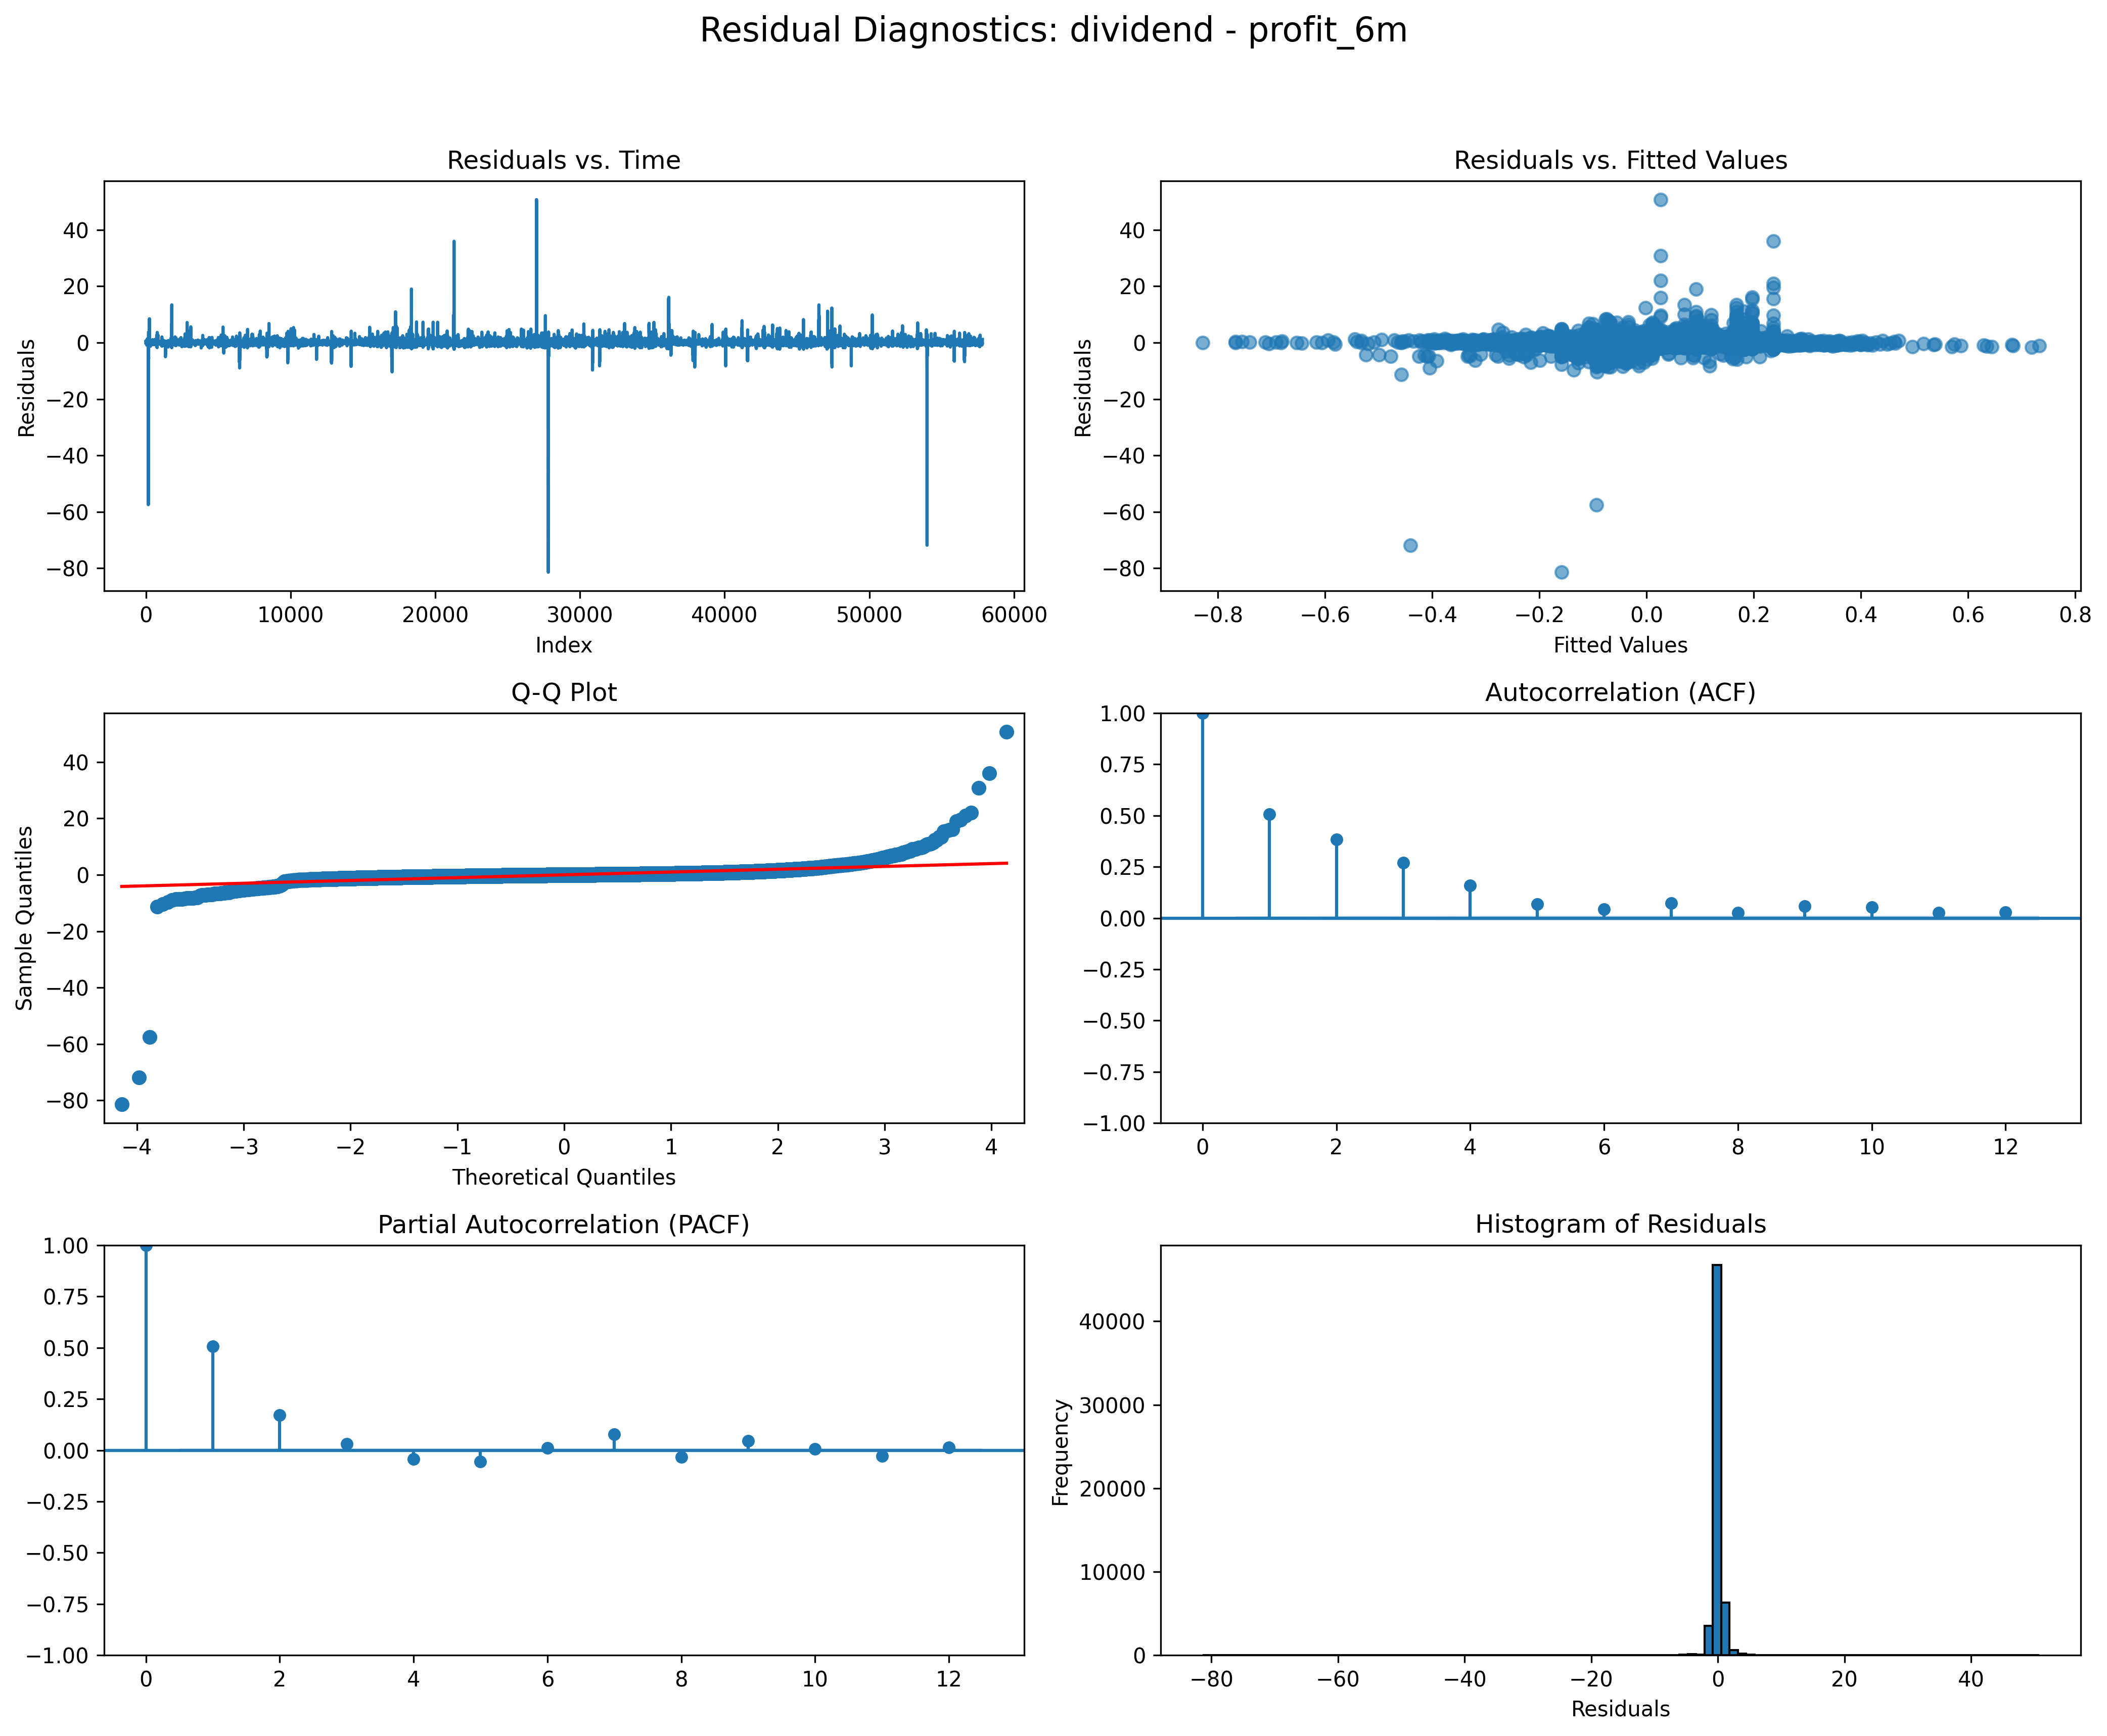 Residual Diagnostics: dividend - profit_6m
Residuals vs. Time
Residuals
40
20
0
−20
−40
−60
−80
0 10000 20000 30000 40000 50000 60000
Index
Residuals vs. Fitted Values
Residuals
40
20
0
−20
−40
−60
−80
−0.8 −0.6 −0.4 −0.2 0.0 0.2 0.4 0.6 0.8
Fitted Values
Q-Q Plot
Sample Quantiles
40
20
0
−20
−40
−60
−80
−4 −3 −2 −1 0 1 2 3 4
Theoretical Quantiles
Autocorrelation (ACF)
1.00
0.75
0.50
0.25
0.00
−0.25
−0.50
−0.75
−1.00
0 2 4 6 8 10 12
Partial Autocorrelation (PACF)
1.00
0.75
0.50
0.25
0.00
−0.25
−0.50
−0.75
−1.00
0 2 4 6 8 10 12
Histogram of Residuals
Frequency
40000
30000
20000
10000
0
−80 −60 −40 −20 0 20 40
Residuals